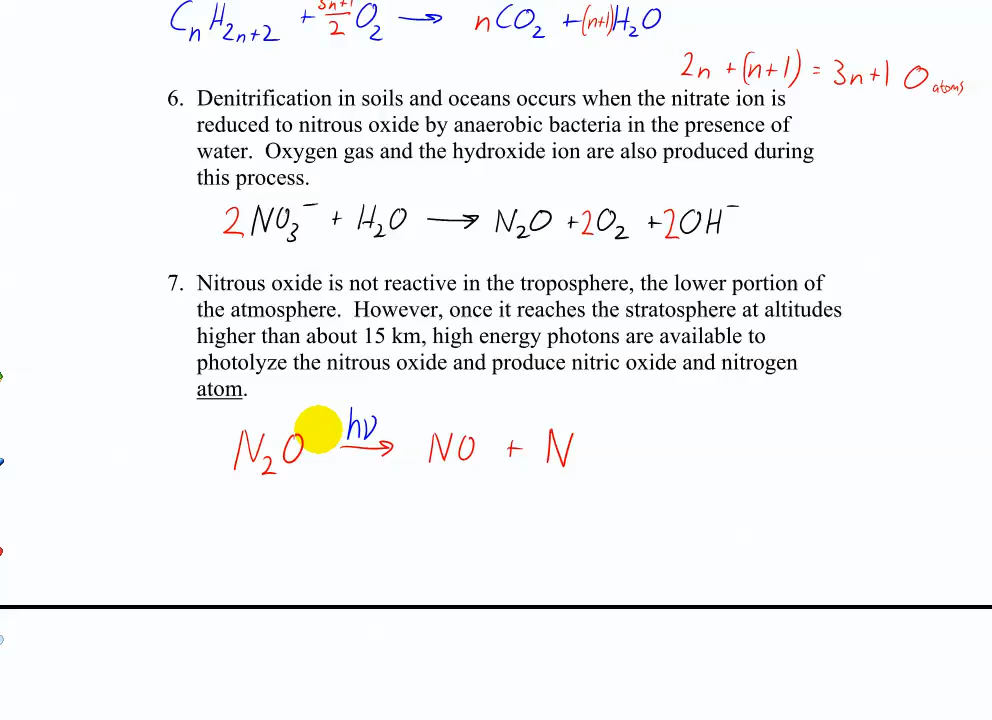 CₙH₂ₙ₊₂ + 3n+1/2 O₂ → nCO₂ + (n+1)H₂O
2n + (n+1) = 3n+1 O atoms
6. Denitrification in soils and oceans occurs when the nitrate ion is
reduced to nitrous oxide by anaerobic bacteria in the presence of
water. Oxygen gas and the hydroxide ion are also produced during
this process.
2NO₃⁻ + H₂O → N₂O + 2O₂ + 2OH⁻
7. Nitrous oxide is not reactive in the troposphere, the lower portion of
the atmosphere. However, once it reaches the stratosphere at altitudes
higher than about 15 km, high energy photons are available to
photolyze the nitrous oxide and produce nitric oxide and nitrogen
atom.
hν
N₂O → NO + N